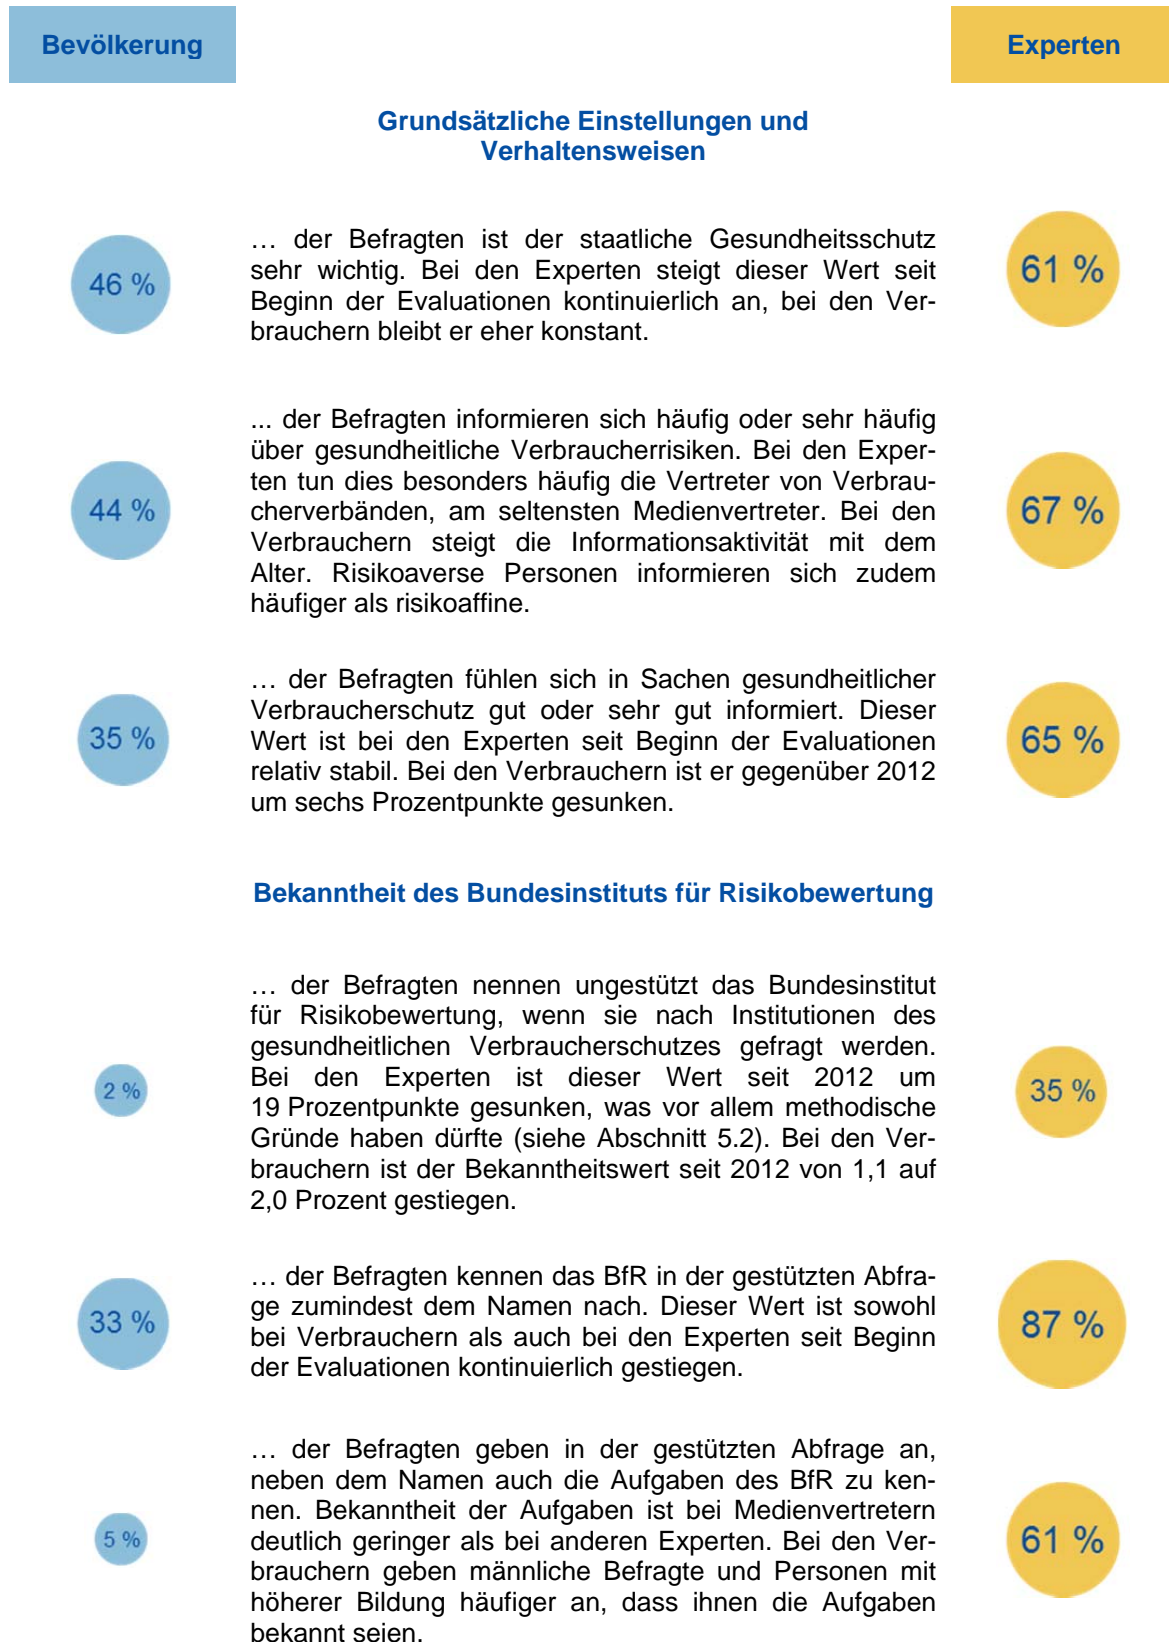 Bevölkerung
Experten
Grundsätzliche Einstellungen und
Verhaltensweisen
46 %
… der Befragten ist der staatliche Gesundheitsschutz
sehr wichtig. Bei den Experten steigt dieser Wert seit
Beginn der Evaluationen kontinuierlich an, bei den Ver-
brauchern bleibt er eher konstant.
61 %
44 %
... der Befragten informieren sich häufig oder sehr häufig
über gesundheitliche Verbraucherrisiken. Bei den Exper-
ten tun dies besonders häufig die Vertreter von Verbrau-
cherverbänden, am seltensten Medienvertreter. Bei den
Verbrauchern steigt die Informationsaktivität mit dem
Alter. Risikoaverse Personen informieren sich zudem
häufiger als risikoaffine.
67 %
35 %
… der Befragten fühlen sich in Sachen gesundheitlicher
Verbraucherschutz gut oder sehr gut informiert. Dieser
Wert ist bei den Experten seit Beginn der Evaluationen
relativ stabil. Bei den Verbrauchern ist er gegenüber 2012
um sechs Prozentpunkte gesunken.
65 %
Bekanntheit des Bundesinstituts für Risikobewertung
2 %
… der Befragten nennen ungestützt das Bundesinstitut
für Risikobewertung, wenn sie nach Institutionen des
gesundheitlichen Verbraucherschutzes gefragt werden.
Bei den Experten ist dieser Wert seit 2012 um
19 Prozentpunkte gesunken, was vor allem methodische
Gründe haben dürfte (siehe Abschnitt 5.2). Bei den Ver-
brauchern ist der Bekanntheitswert seit 2012 von 1,1 auf
2,0 Prozent gestiegen.
35 %
33 %
… der Befragten kennen das BfR in der gestützten Abfra-
ge zumindest dem Namen nach. Dieser Wert ist sowohl
bei Verbrauchern als auch bei den Experten seit Beginn
der Evaluationen kontinuierlich gestiegen.
87 %
5 %
… der Befragten geben in der gestützten Abfrage an,
neben dem Namen auch die Aufgaben des BfR zu ken-
nen. Bekanntheit der Aufgaben ist bei Medienvertretern
deutlich geringer als bei anderen Experten. Bei den Ver-
brauchern geben männliche Befragte und Personen mit
höherer Bildung häufiger an, dass ihnen die Aufgaben
bekannt seien.
61 %